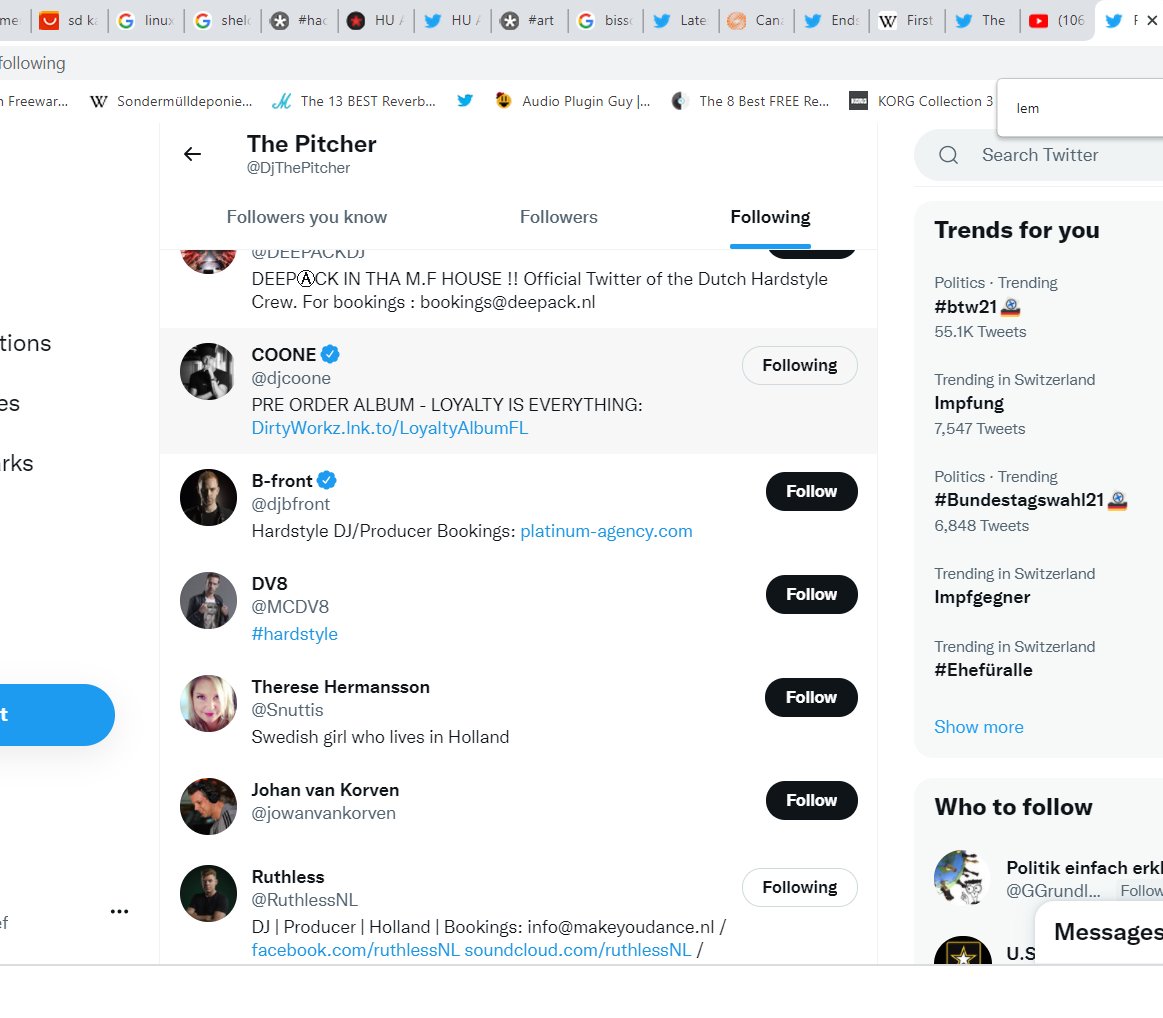 sd ka
linux
shel
#hac
HU A
HU A
#art
biss
Late
Cana
Ends
First
The
(106
following
Freewar...
Sondermülldeponie...
The 13 BEST Reverb...
Audio Plugin Guy |...
The 8 Best FREE Re...
KORG Collection 3
lem
The Pitcher
@DjThePitcher
Search Twitter
Followers you know
Followers
Following
@DEEPACKDJ
DEEPⒶCK IN THA M.F HOUSE !! Official Twitter of the Dutch Hardstyle
Crew. For bookings : bookings@deepack.nl
COONE
@djcoone
Following
PRE ORDER ALBUM - LOYALTY IS EVERYTHING:
DirtyWorkz.lnk.to/LoyaltyAlbumFL
B-front
@djbfront
Follow
Hardstyle DJ/Producer Bookings: platinum-agency.com
DV8
@MCDV8
Follow
#hardstyle
Therese Hermansson
@Snuttis
Follow
Swedish girl who lives in Holland
Johan van Korven
@jowanvankorven
Follow
Ruthless
@RuthlessNL
Following
DJ | Producer | Holland | Bookings: info@makeyoudance.nl /
facebook.com/ruthlessNL soundcloud.com/ruthlessNL /
tions
es
rks
t
ef
Trends for you
Politics · Trending
#btw21
55.1K Tweets
Trending in Switzerland
Impfung
7,547 Tweets
Politics · Trending
#Bundestagswahl21
6,848 Tweets
Trending in Switzerland
Impfgegner
Trending in Switzerland
#Ehefüralle
Show more
Who to follow
Politik einfach erkl
@GGrundl... Follow
U.S
Messages